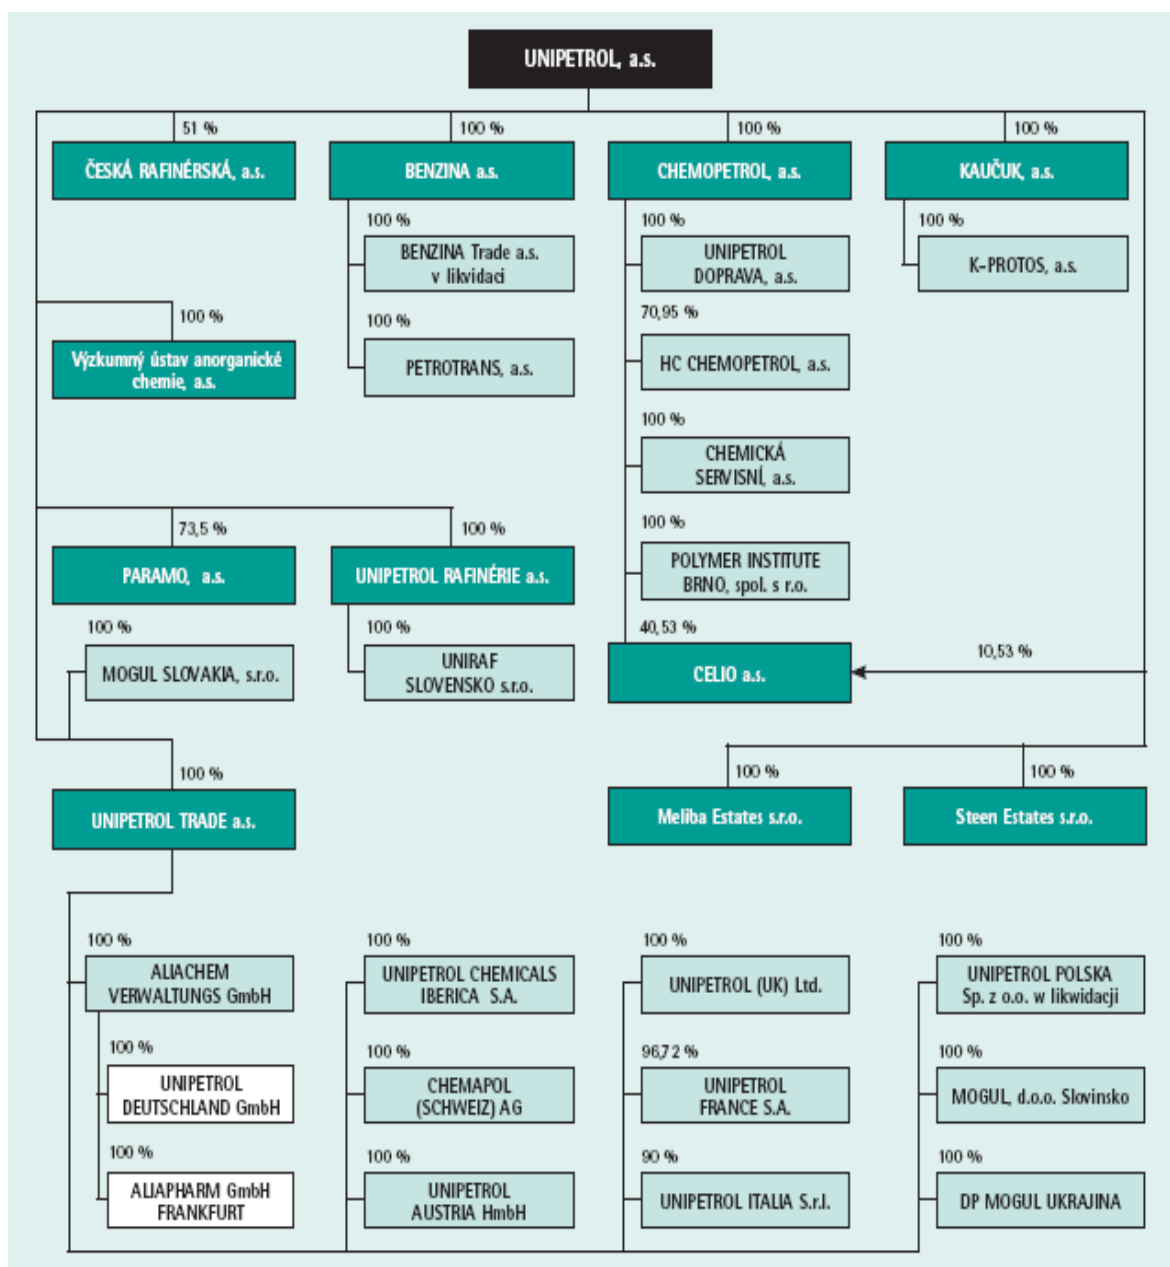 UNIPETROL, a.s.
51 %
100 %
100 %
100 %
ČESKÁ RAFINÉRSKÁ, a.s.
BENZINA a.s.
CHEMOPETROL, a.s.
KAUČUK, a.s.
100 %
100 %
100 %
BENZINA Trade a.s.
v likvidaci
UNIPETROL
DOPRAVA, a.s.
K-PROTOS, a.s.
100 %
100 %
70,95 %
Výzkumný ústav anorganické
chemie, a.s.
PETROTRANS, a.s.
HC CHEMOPETROL, a.s.
100 %
CHEMICKÁ
SERVISNÍ, a.s.
73,5 %
100 %
100 %
PARAMO, a.s.
UNIPETROL RAFINÉRIE a.s.
POLYMER INSTITUTE
BRNO, spol. s r.o.
100 %
100 %
40,53 %
10,53 %
MOGUL SLOVAKIA, s.r.o.
UNIRAF
SLOVENSKO s.r.o.
CELIO a.s.
100 %
100 %
100 %
UNIPETROL TRADE a.s.
Meliba Estates s.r.o.
Steen Estates s.r.o.
100 %
100 %
100 %
100 %
ALIACHEM
VERWALTUNGS GmbH
UNIPETROL CHEMICALS
IBERICA S.A.
UNIPETROL (UK) Ltd.
UNIPETROL POLSKA
Sp. z o.o. w likwidacji
100 %
100 %
96,72 %
100 %
UNIPETROL
DEUTSCHLAND GmbH
CHEMAPOL
(SCHWEIZ) AG
UNIPETROL
FRANCE S.A.
MOGUL, d.o.o. Slovinsko
100 %
100 %
90 %
100 %
ALIAPHARM GmbH
FRANKFURT
UNIPETROL
AUSTRIA HmbH
UNIPETROL ITALIA S.r.l.
DP MOGUL UKRAJINA